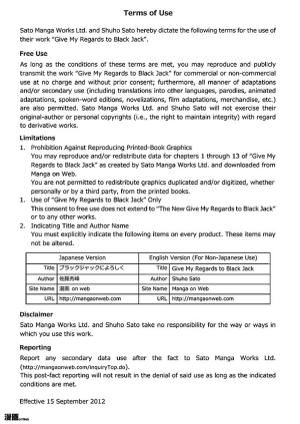 Terms of Use
Sato Manga Works Ltd. and Shuho Sato hereby dictate the following terms for the use of
their work "Give My Regards to Black Jack".
Free Use
As long as the conditions of these terms are met, you may reproduce and publicly
transmit the work "Give My Regards to Black Jack" for commercial or non-commercial
use at no charge and without prior consent; furthermore, all manner of adaptations
and/or secondary use (including translations into other languages, parodies, animated
adaptations, spoken-word editions, novelizations, film adaptations, merchandise, etc.)
are also permitted. Sato Manga Works Ltd. and Shuho Sato will not exercise their
original-author or personal copyrights (i.e., the right to maintain integrity) with regard
to derivative works.
Limitations
1. Prohibition Against Reproducing Printed-Book Graphics
You may reproduce and/or redistribute data for chapters 1 through 13 of "Give My
Regards to Black Jack" as created by Sato Manga Works Ltd. and downloaded from
Manga on Web.
You are not permitted to redistribute graphics duplicated and/or digitized, whether
personally or by a third party, from the printed books.
1. Use of "Give My Regards to Black Jack" Only
This consent to free use does not extend to "The New Give My Regards to Black Jack"
or to any other works.
2. Indicating Title and Author Name
You must explicitly indicate the following items on every product. These items may
not be altered.
Japanese Version English Version (For Non-Japanese Use)
Title ブラックジャックによろしく Title Give My Regards to Black Jack
Author 佐藤秀峰 Author Shuho Sato
Site Name 漫画 on web Site Name Manga on Web
URL http://mangaonweb.com URL http://mangaonweb.com
Disclaimer
Sato Manga Works Ltd. and Shuho Sato take no responsibility for the way or ways in
which you use this work.
Reporting
Report any secondary data use after the fact to Sato Manga Works Ltd.
(http://mangaonweb.com/inquiryTop.do).
This post-fact reporting will not result in the denial of said use as long as the indicated
conditions are met.
Effective 15 September 2012
漫画 on Web